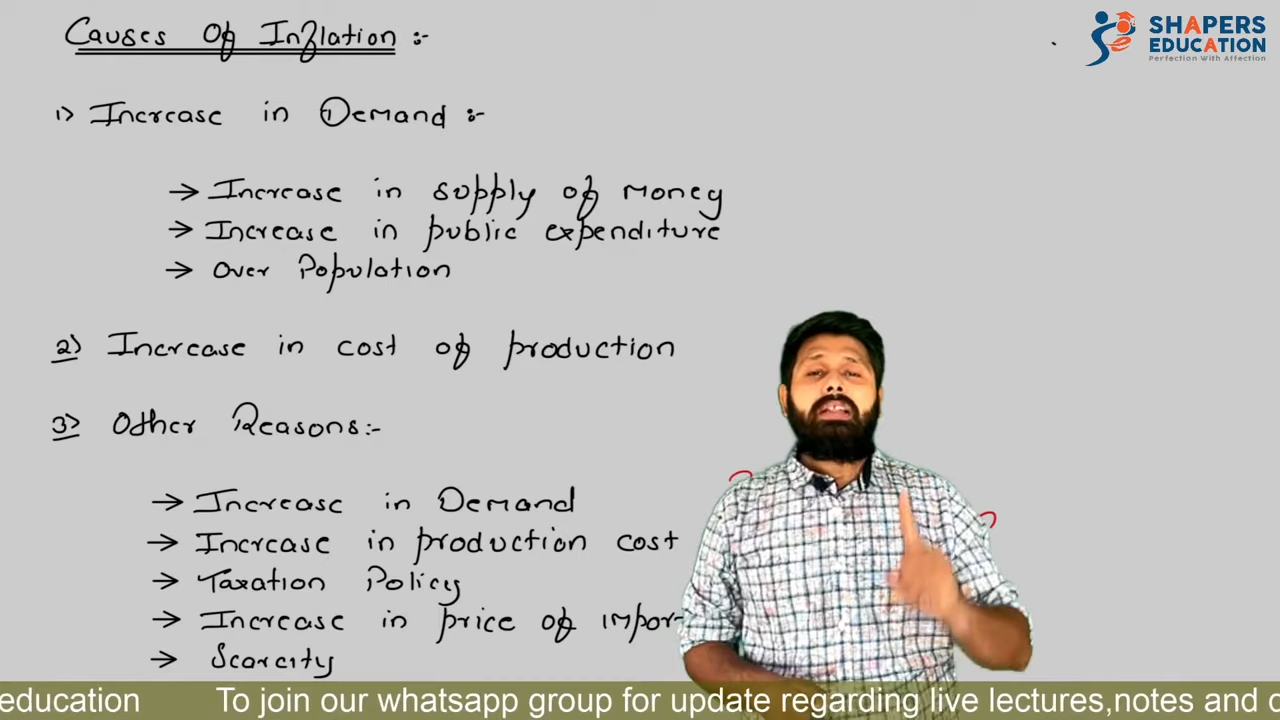 Causes Of Inflation :-
SHAPERS
EDUCATION
Perfection With Affection
1) Increase in Demand :-
→ Increase in supply of money
→ Increase in public expenditure
→ Over Population
2) Increase in cost of production
3) Other Reasons:-
→ Increase in Demand
→ Increase in production cost
→ Taxation Policy
→ Increase in price of impor
→ Scarcity
education To join our whatsapp group for update regarding live lectures,notes and